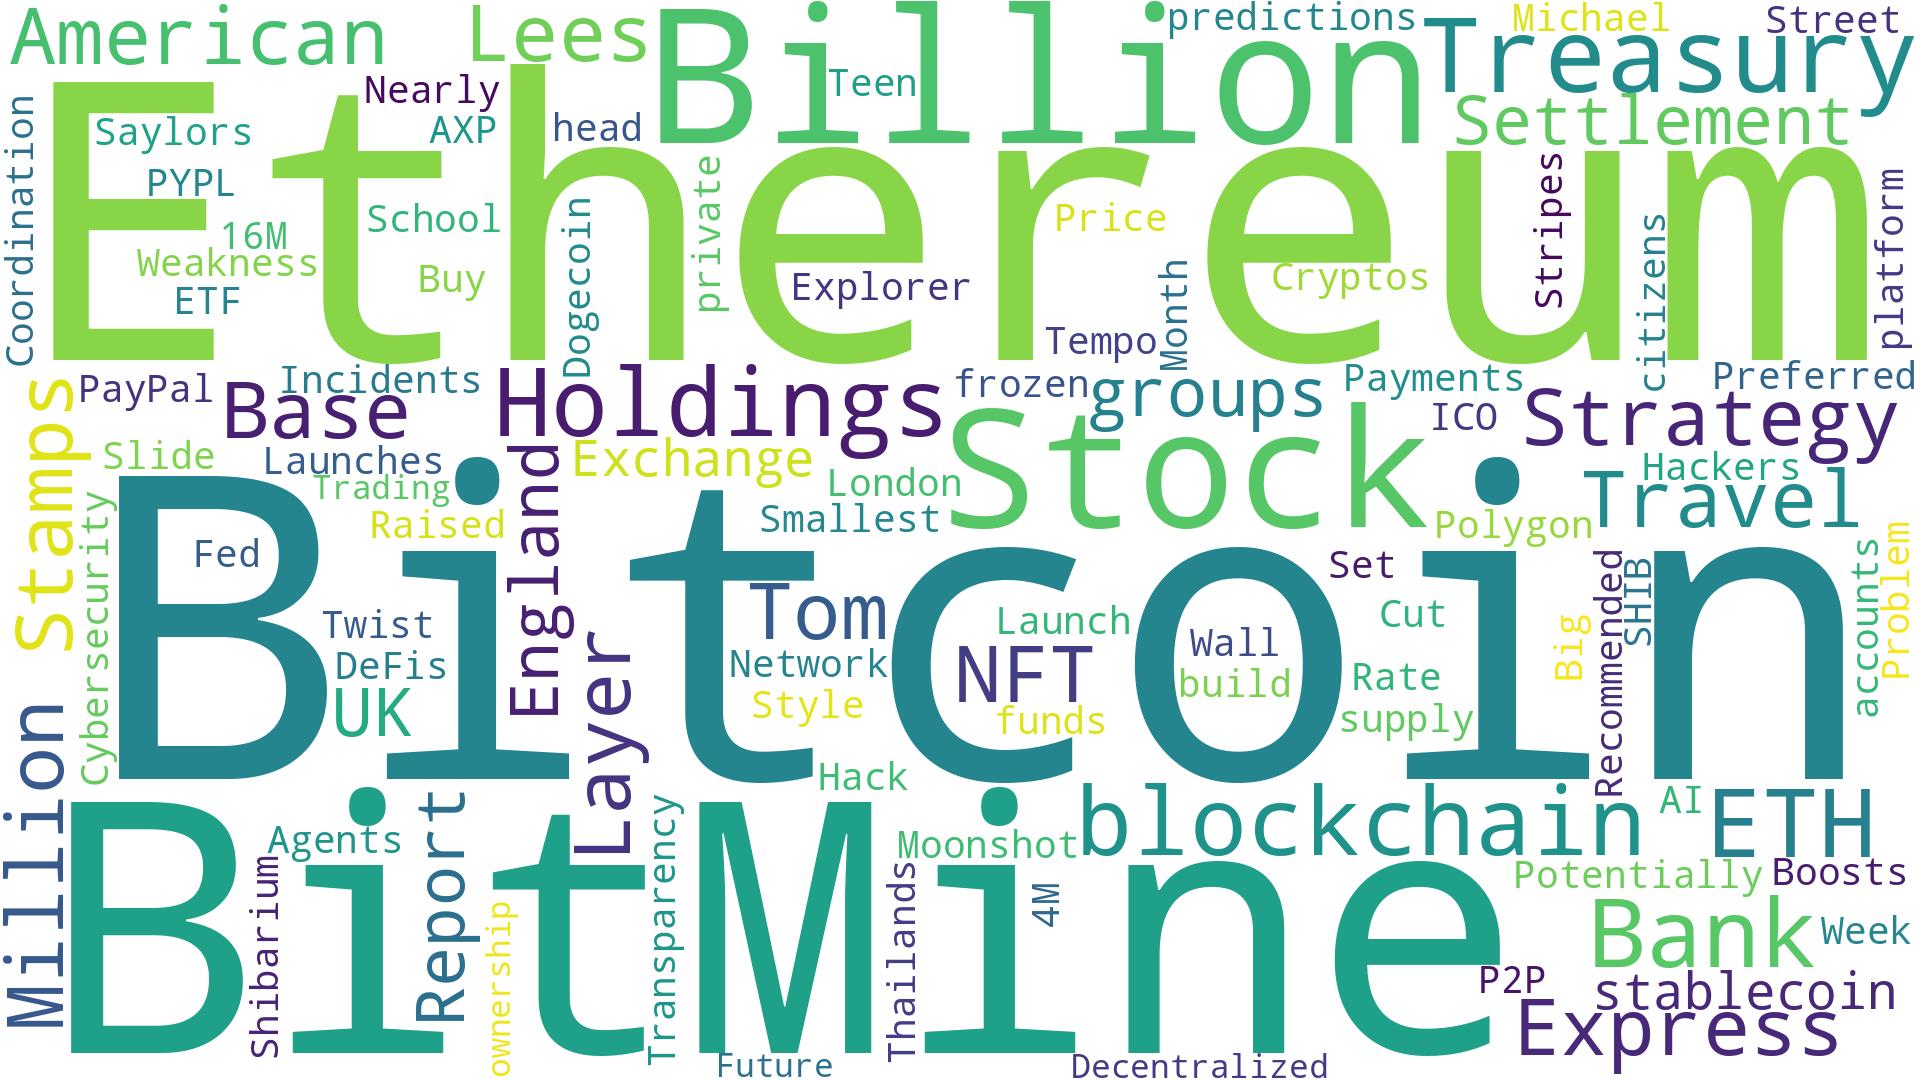 American
Lees
Billion
predictions
Michael
Street
Treasury
Nearly
Teen
Settlement
Coordination
Saylors
AXP
head
Ethereum
PYPL
School
private
Price
Stripes
citizens
platform
16M
Weakness
ETF
Buy
Dogecoin
Explorer
Month
Cryptos
Tempo
Stamps
PayPal
Incidents
Base
Holdings
frozen
groups
Payments
Preferred
ICO
Strategy
Slide
Launches
England
Exchange
London
Stock
Hackers
Travel
Trading
Raised
Smallest
Polygon
Cybersecurity
Fed
Bitcoin
Set
Recommended
SHIB
accounts
Problem
Twist
DeFis
UK
Layer
Tom
Network
Style
Launch
NFT
funds
Wall
build
Cut
Rate
supply
Big
Million
Hack
blockchain
AI
ETH
BitMine
Agents
Report
Transparency
Moonshot
Potentially
Boosts
Shibarium
ownership
Thailands
4M
Bank
Week
P2P
stablecoin
Express
Future
Decentralized